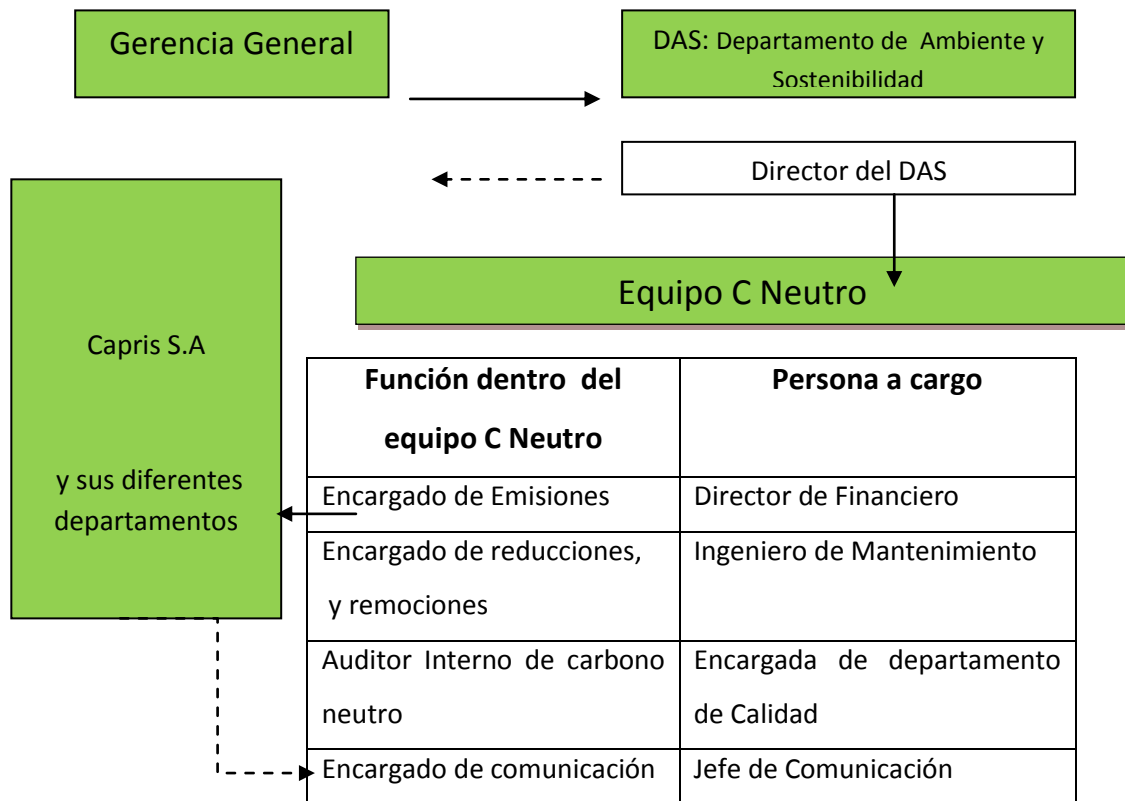 Gerencia General
DAS: Departamento de Ambiente y
Sostenibilidad
Director del DAS
Equipo C Neutro
Capris S.A
y sus diferentes
departamentos
Función dentro del
equipo C Neutro
Persona a cargo
Encargado de Emisiones
Director de Financiero
Encargado de reducciones,
y remociones
Ingeniero de Mantenimiento
Auditor Interno de carbono
neutro
Encargada de departamento
de Calidad
Encargado de comunicación
Jefe de Comunicación